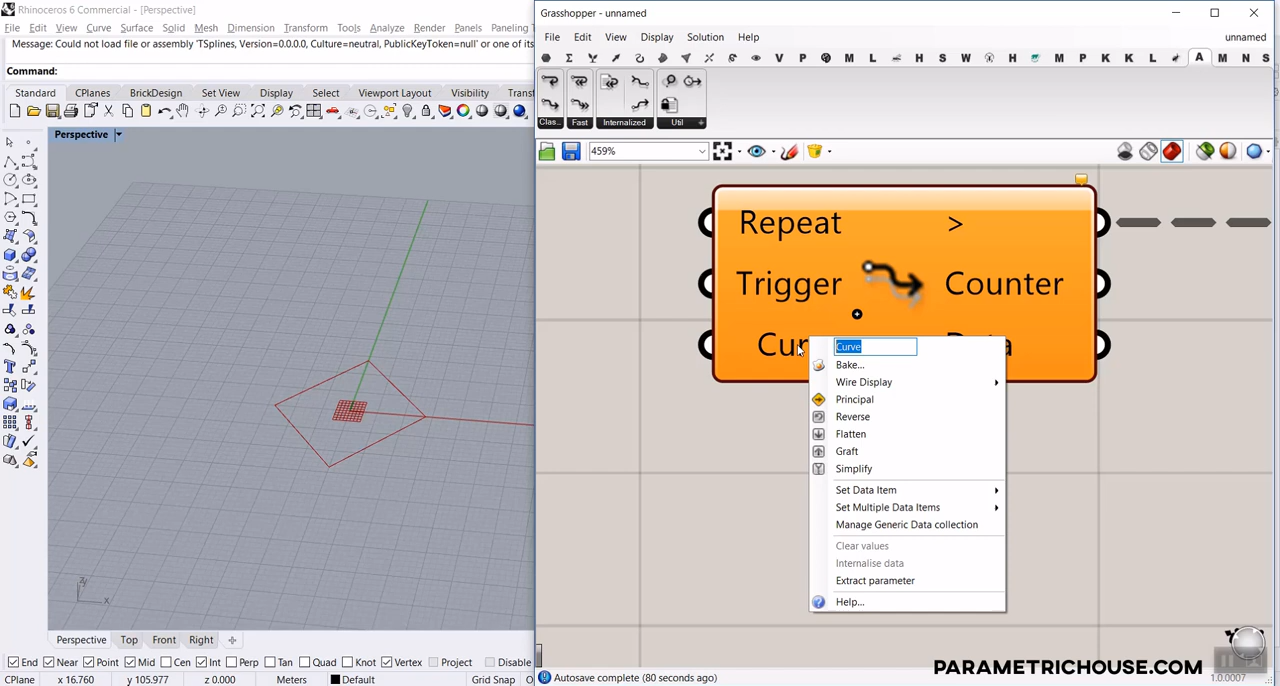 Rhinoceros 6 Commercial - [Perspective]
File Edit View Curve Surface Solid Mesh Dimension Transform Tools Analyze Render Panels Paneling
Message: Could not load file or assembly 'TSplines, Version=0.0.0.0, Culture=neutral, PublicKeyToken=null' or one of its
Command:
Standard CPlanes BrickDesign Set View Display Select Viewport Layout Visibility
Perspective
z
x
Perspective Top Front Right
End Near Point Mid Cen Int Perp Tan Quad Knot Vertex Project Disable
CPlane x 16.760 y 105.977 z 0.000 Meters Default Grid Snap
Grasshopper - unnamed
File Edit View Display Solution Help unnamed
V P M L H S W H M P K K L A M N S
Clas... Fast Internalized Util
459%
Repeat >
Trigger Counter
Curve
Bake...
Wire Display
Principal
Reverse
Flatten
Graft
Simplify
Set Data Item
Set Multiple Data Items
Manage Generic Data collection
Clear values
Internalise data
Extract parameter
Help...
PARAMETRICHOUSE.COM
Autosave complete (80 seconds ago) 1.0.0007